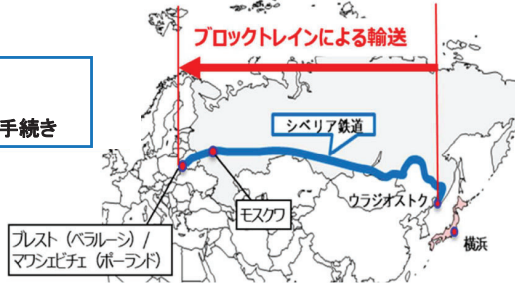 ブロックトレインによる輸送
手続き
シベリア鉄道
ウラジオストク
モスクワ
横浜
ブレスト（ベラルーシ）/
マワシェビチェ（ポーランド）